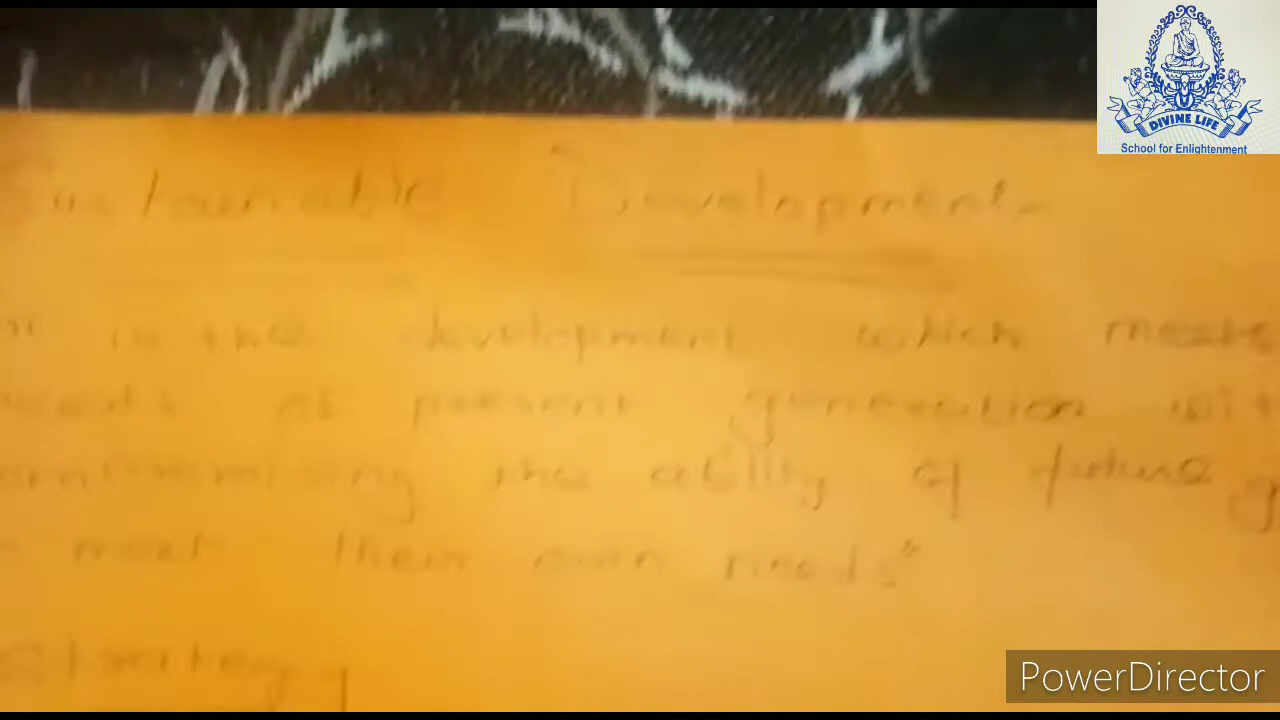 Sustainable Development
is the development which meets
needs of present generation wit
compromising the ability of future g
meet their own needs"
Strategy
DIVINE LIFE
School for Enlightenment
PowerDirector